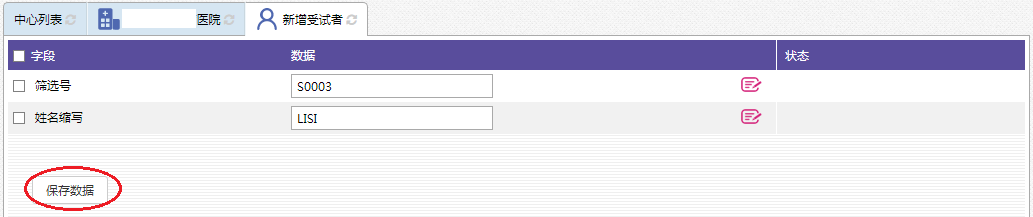 中心列表 医院 新增受试者
字段 数据 状态
筛选号 S0003
姓名缩写 LISI
保存数据